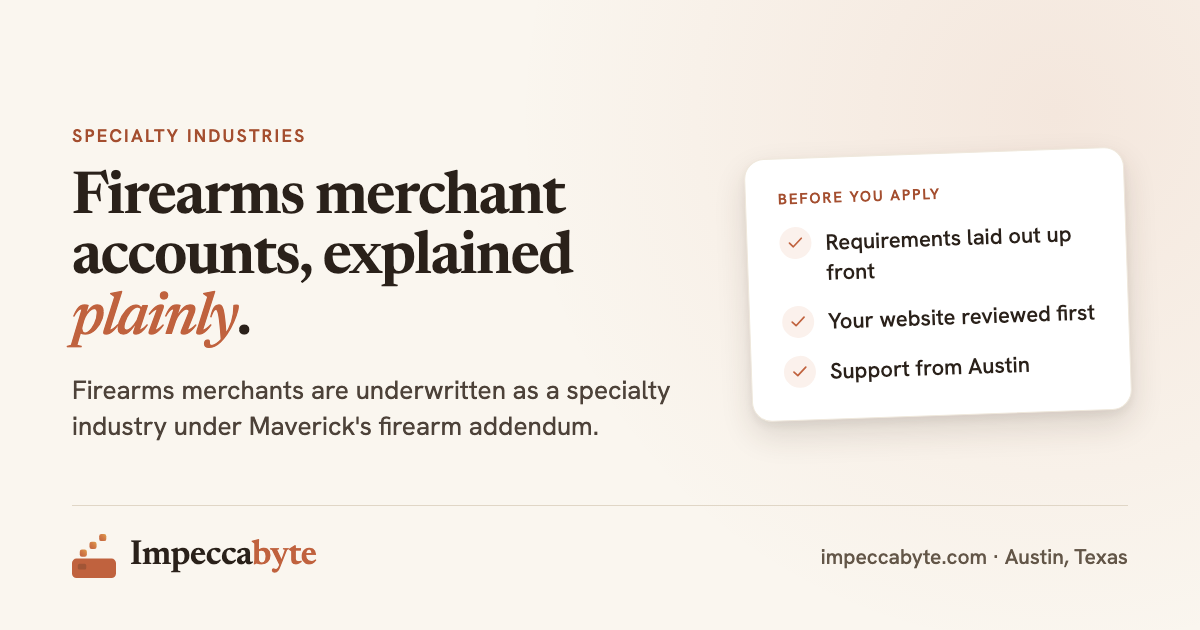 SPECIALTY INDUSTRIES
Firearms merchant
accounts, explained
plainly.
Firearms merchants are underwritten as a specialty
industry under Maverick's firearm addendum.
BEFORE YOU APPLY
Requirements laid out up
front
Your website reviewed first
Support from Austin
Impeccabyte
impeccabyte.com · Austin, Texas